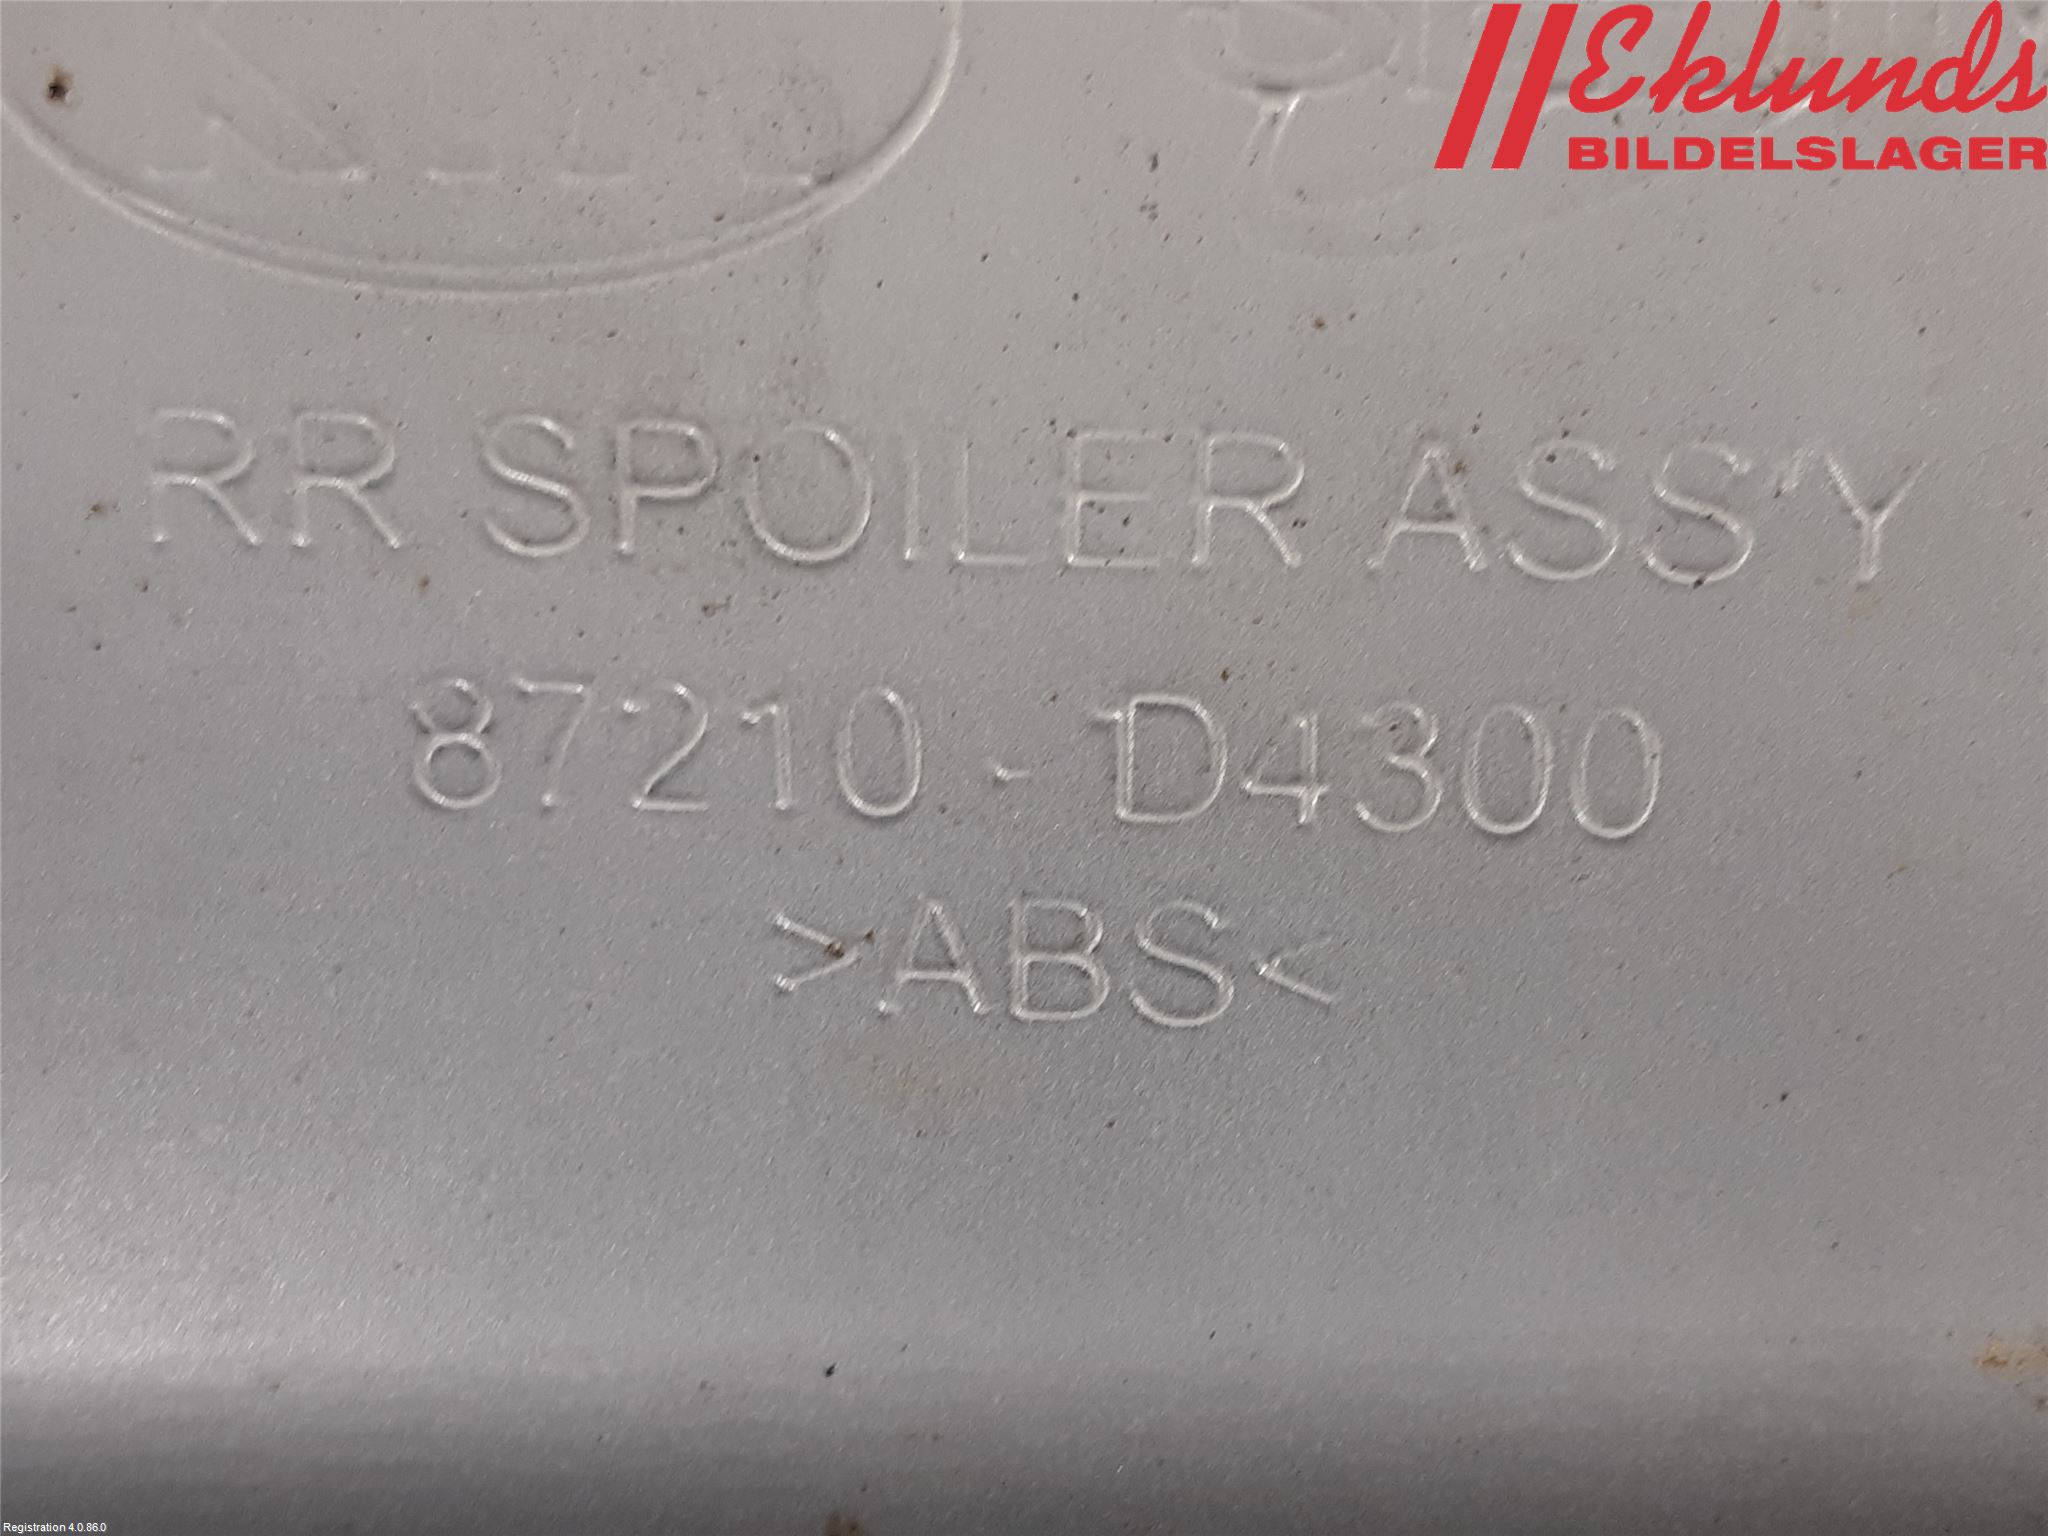 Eklunds
BILDELSLAGER
RR SPOILER ASS'Y
87210-D4300
>ABS<
Registration 4.0.86.0